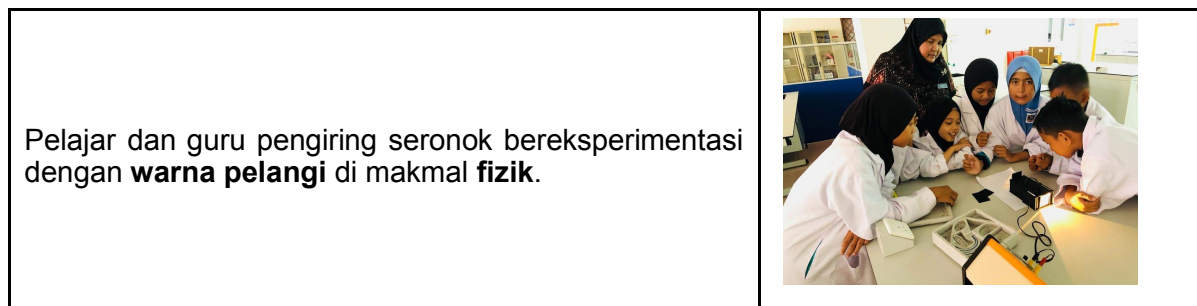 Pelajar dan guru pengiring seronok bereksperimentasi
dengan warna pelangi di makmal fizik.